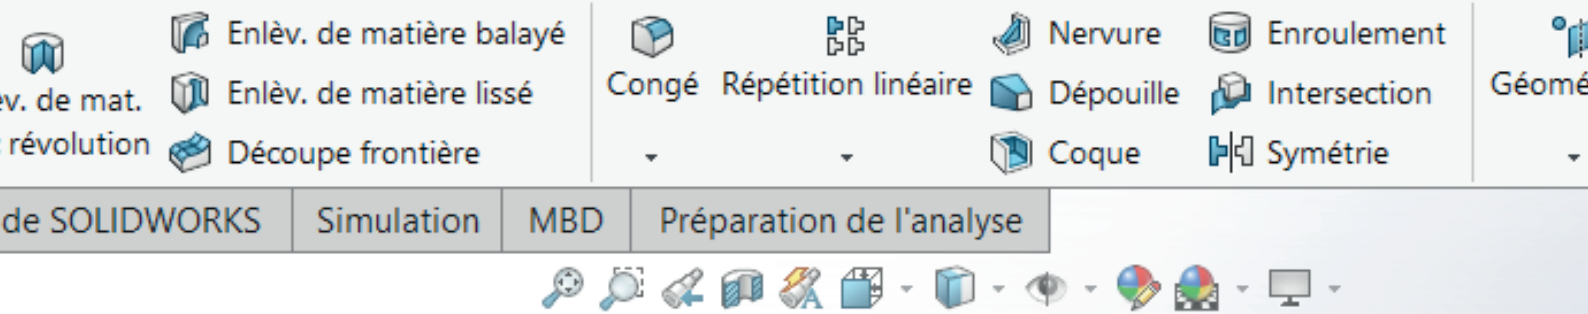 Enlèv. de matière balayé
Enlèv. de matière lissé
Découpe frontière
v. de mat.
révolution
Congé
Répétition linéaire
Nervure
Dépouille
Coque
Enroulement
Intersection
Symétrie
Géomé
de SOLIDWORKS
Simulation
MBD
Préparation de l'analyse